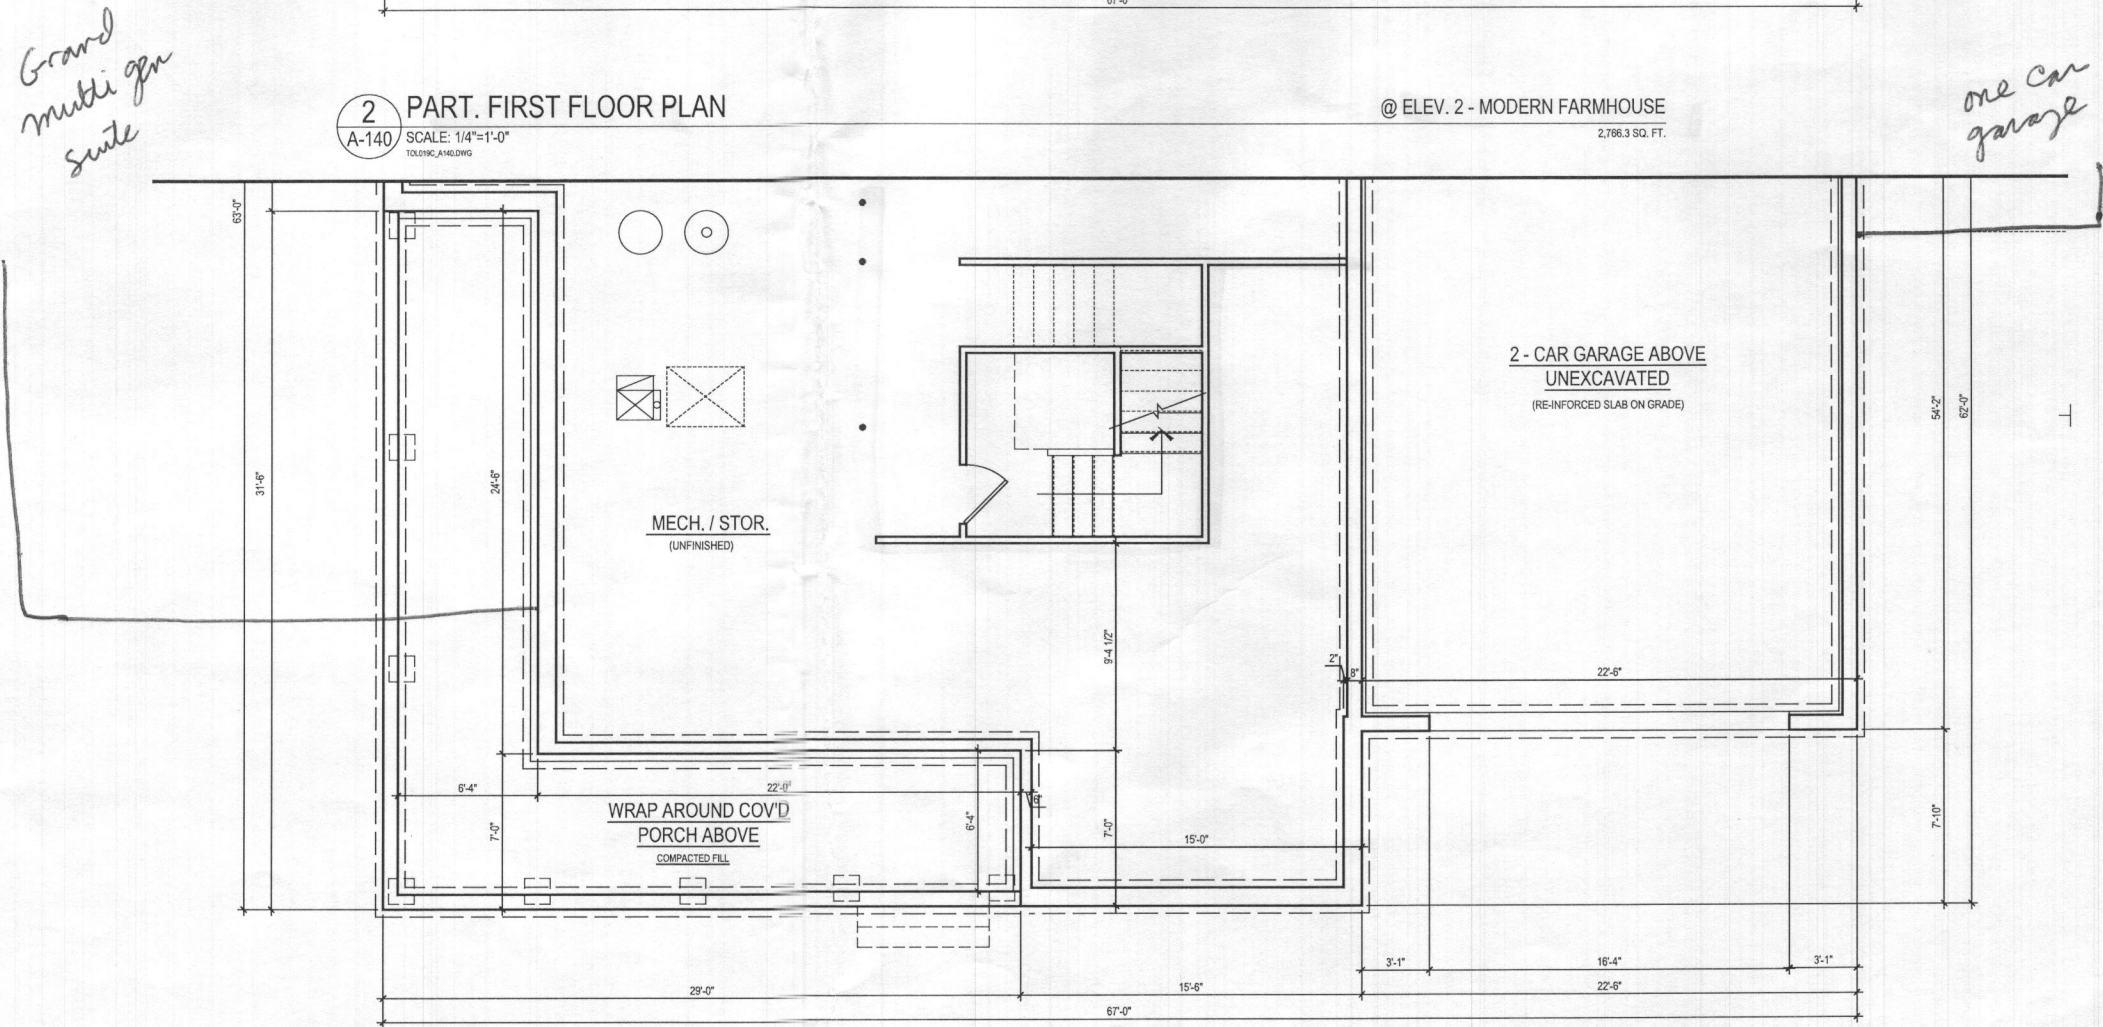 67'-0"
Grand
multi gen
suite
one car
garage
2
A-140
PART. FIRST FLOOR PLAN
SCALE: 1/4"=1'-0"
TOL019C_A140.DWG
@ ELEV. 2 - MODERN FARMHOUSE
2,766.3 SQ. FT.
63'-0"
31'-6"
24'-6"
2 - CAR GARAGE ABOVE
UNEXCAVATED
(RE-INFORCED SLAB ON GRADE)
54'-2"
62'-0"
MECH. / STOR.
(UNFINISHED)
9'-4 1/2"
2"
8"
22'-6"
6'-4"
22'-0"
6"
WRAP AROUND COV'D
PORCH ABOVE
COMPACTED FILL
7'-0"
6'-4"
7'-0"
15'-0"
7'-10"
3'-1"
16'-4"
3'-1"
29'-0"
15'-6"
22'-6"
67'-0"